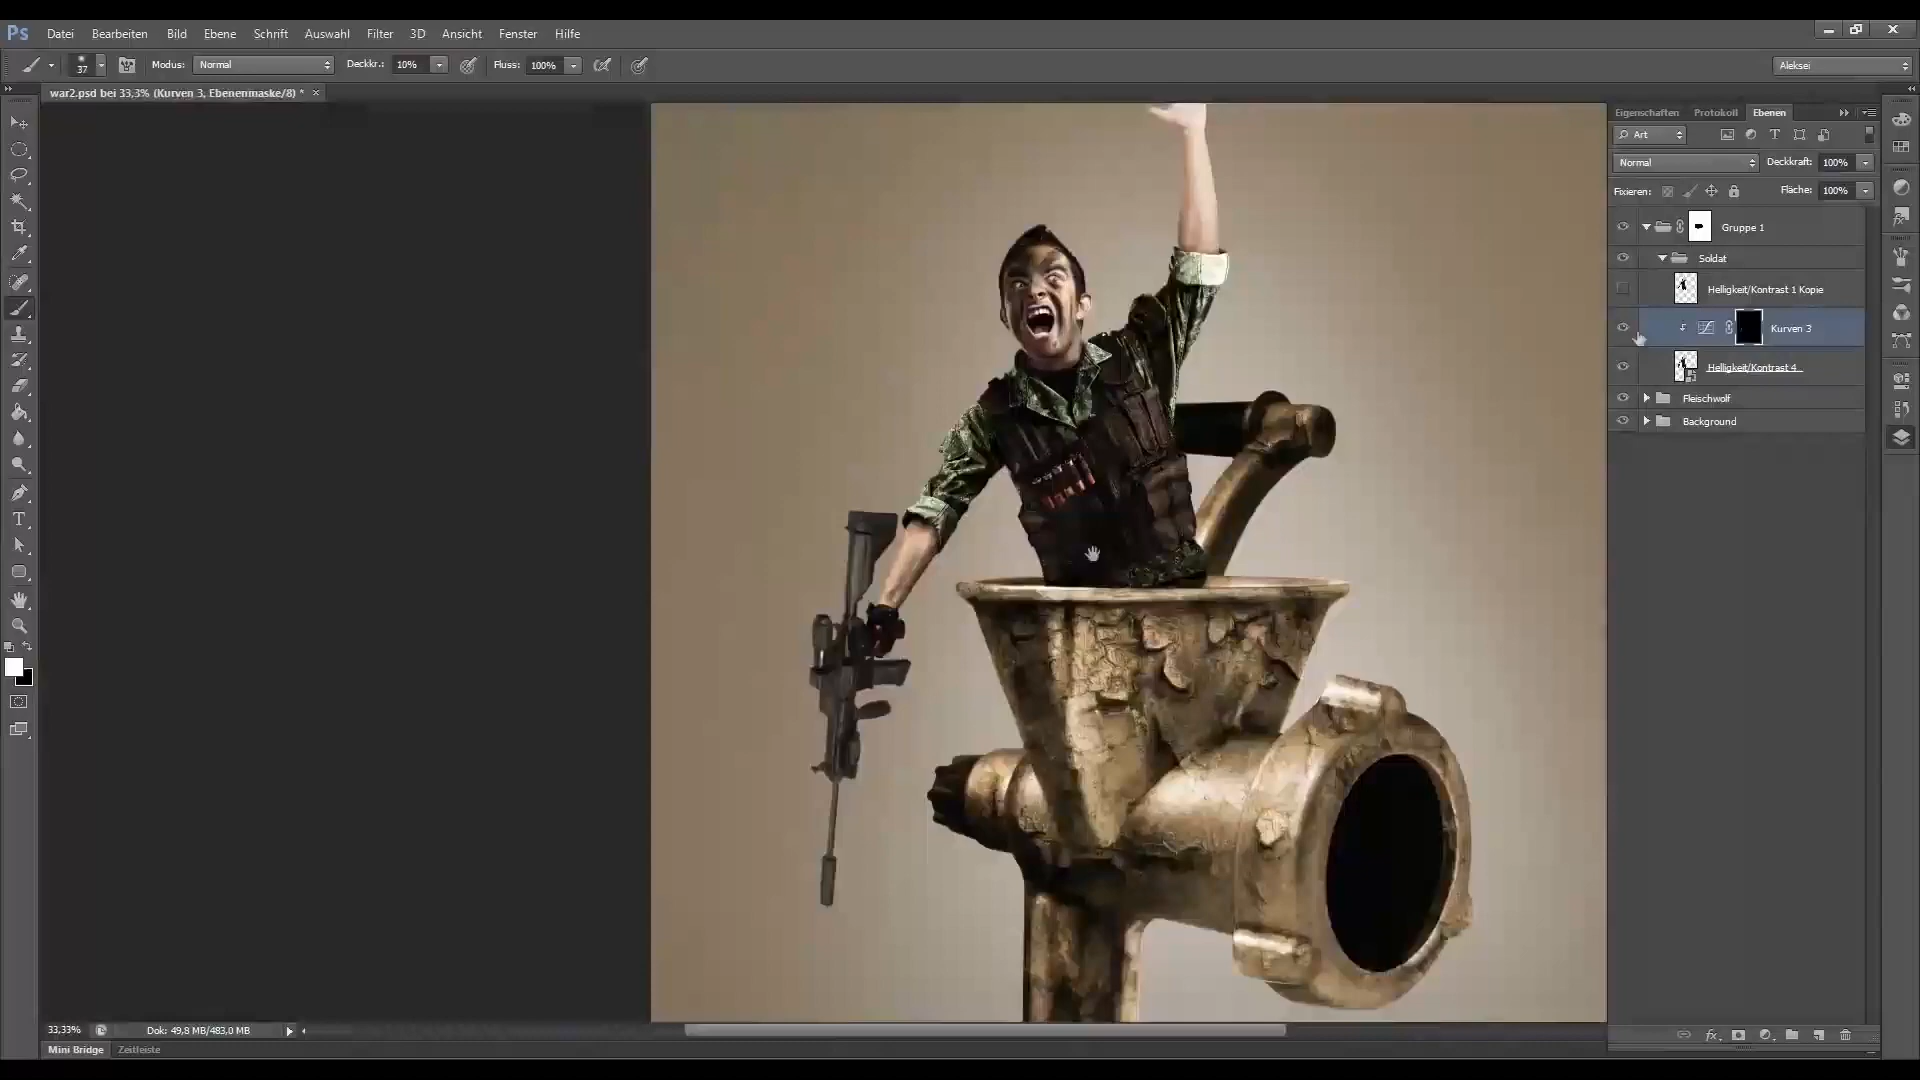 Ps Datei Bearbeiten Bild Ebene Schrift Auswahl Filter 3D Ansicht Fenster Hilfe
37 Modus: Normal Deckkr.: 10% Fluss: 100% Aleksei
war2.psd bei 33,3% (Kurven 3, Ebenenmaske/8) * ×
Eigenschaften Protokoll Ebenen
Art
Normal Deckkraft: 100%
Fixieren: Fläche: 100%
Gruppe 1
Soldat
Helligkeit/Kontrast 1 Kopie
Kurven 3
Helligkeit/Kontrast 4
Fleischwolf
Background
33,33% Dok: 49,8 MB/483,0 MB
Mini Bridge Zeitleiste